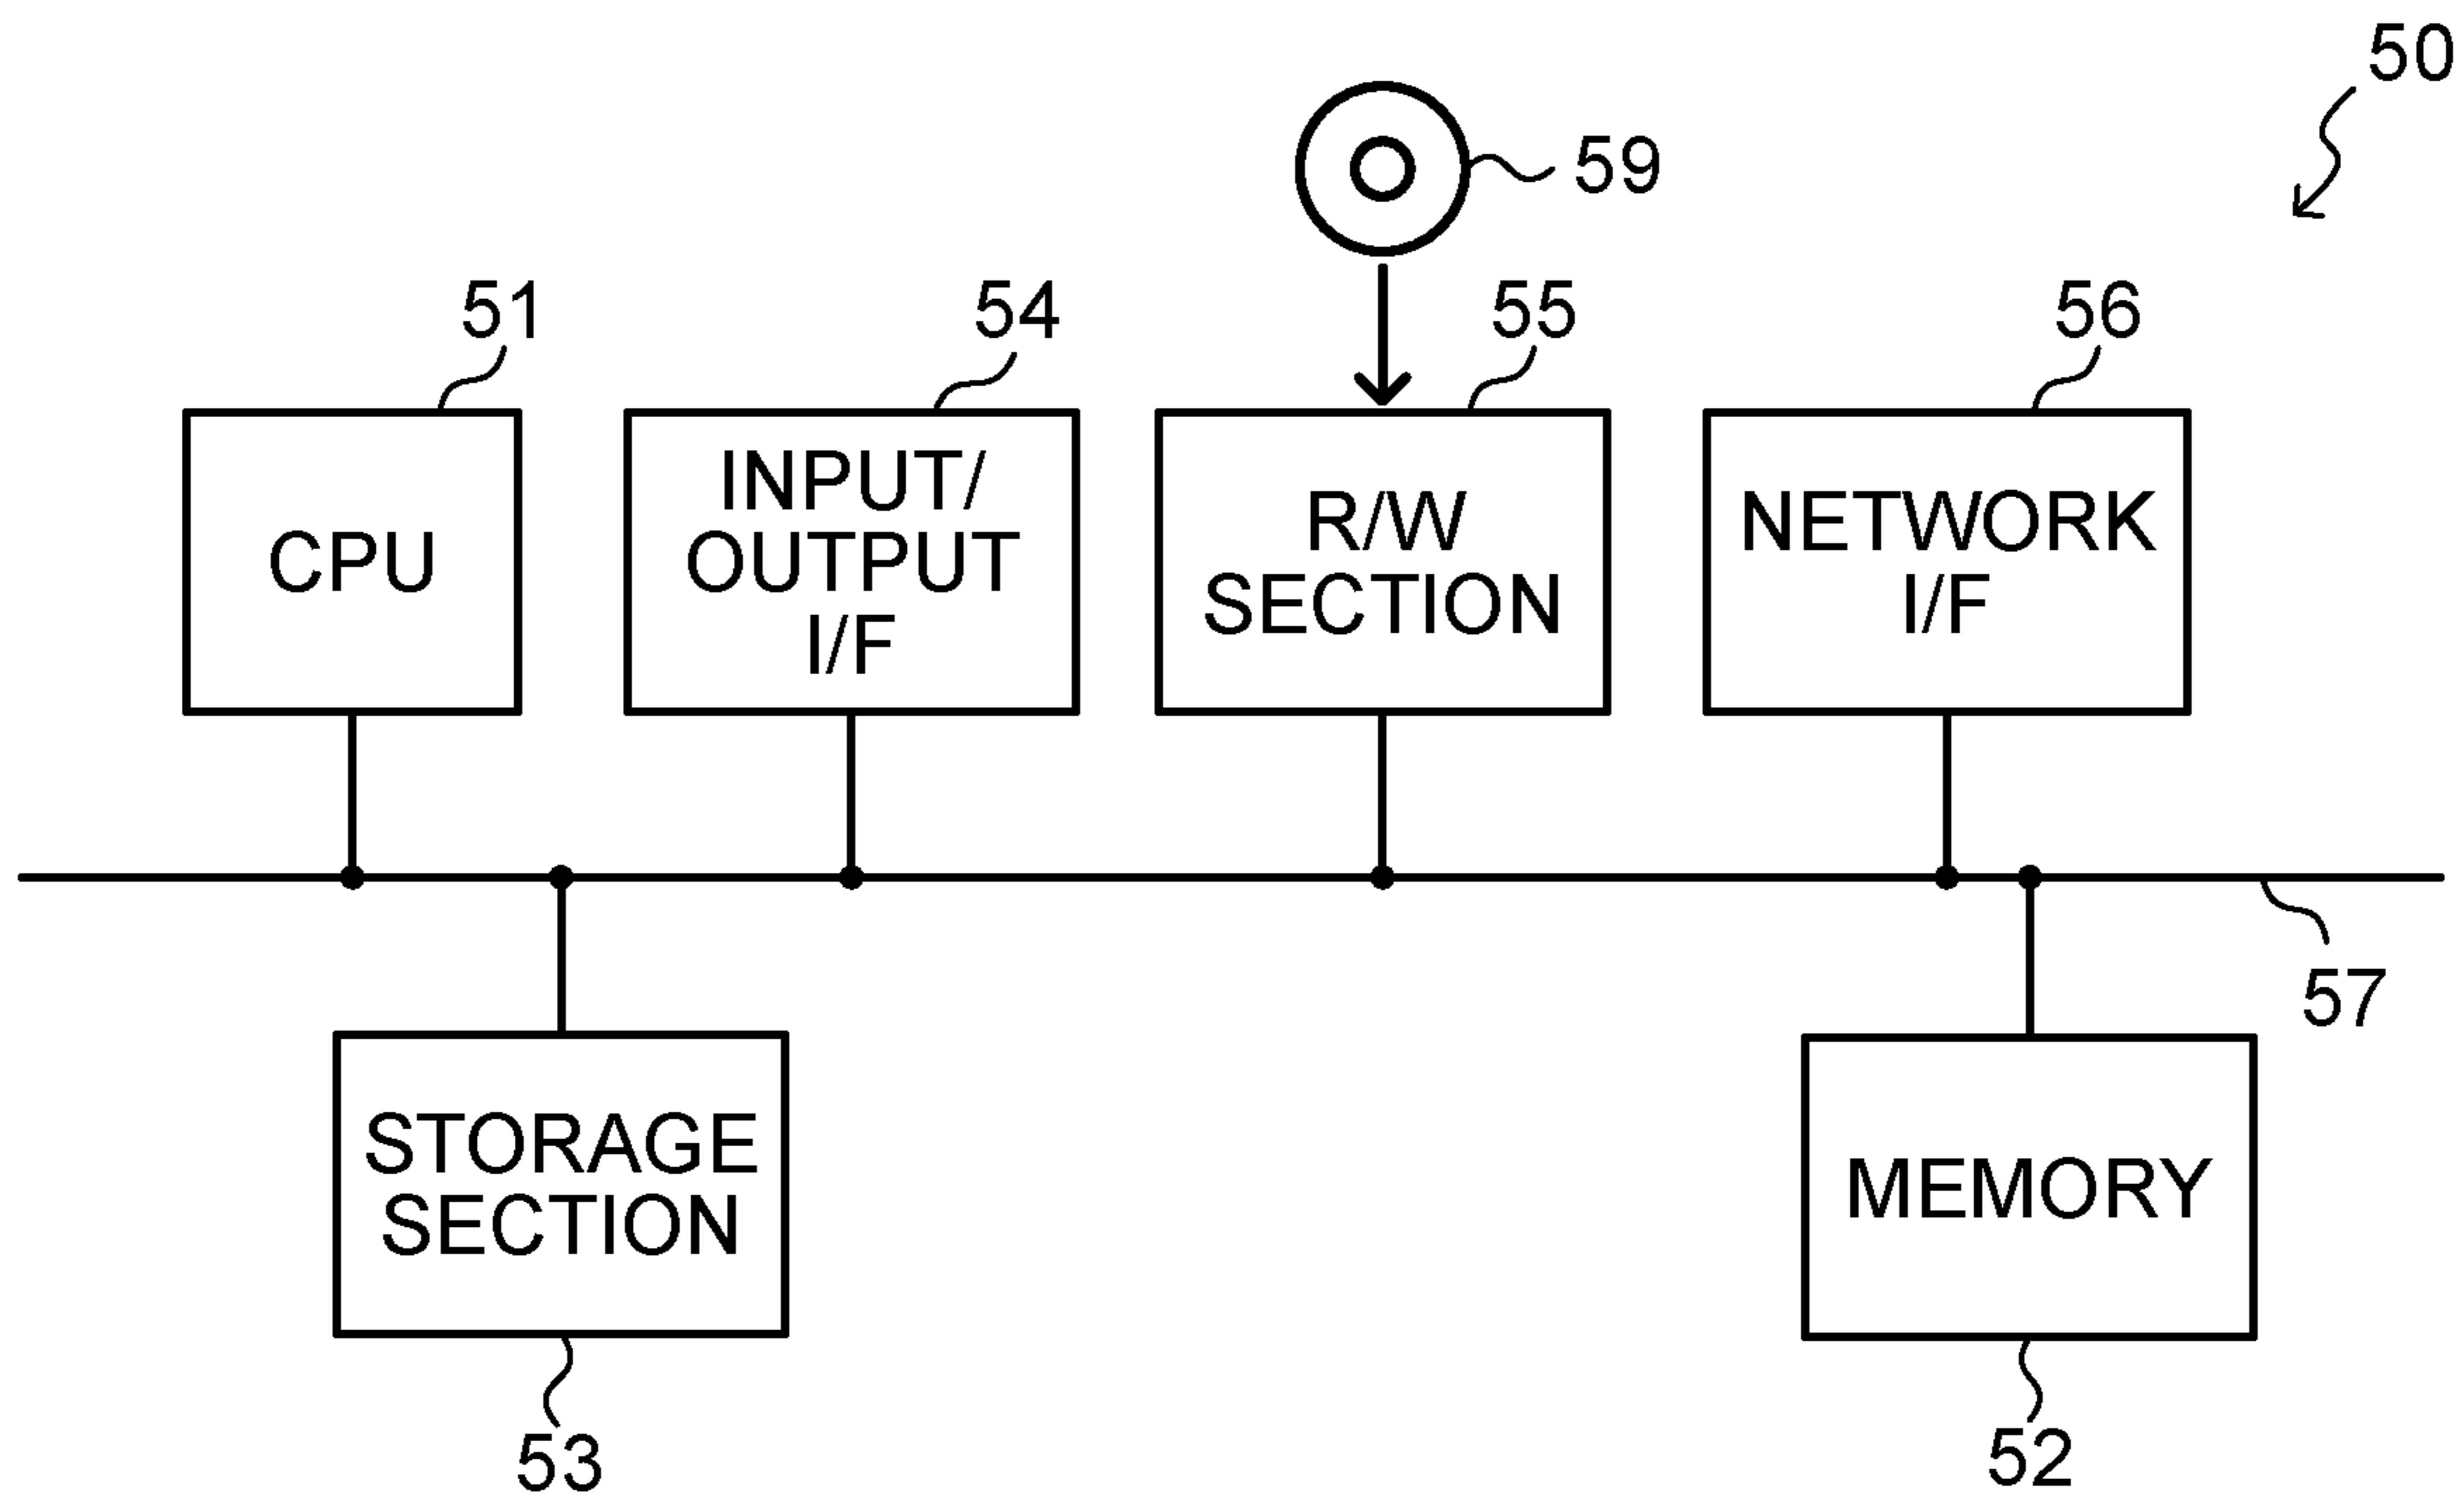 50
59
51
54
55
56
CPU
INPUT/
OUTPUT
I/F
R/W
SECTION
NETWORK
I/F
57
STORAGE
SECTION
MEMORY
53
52